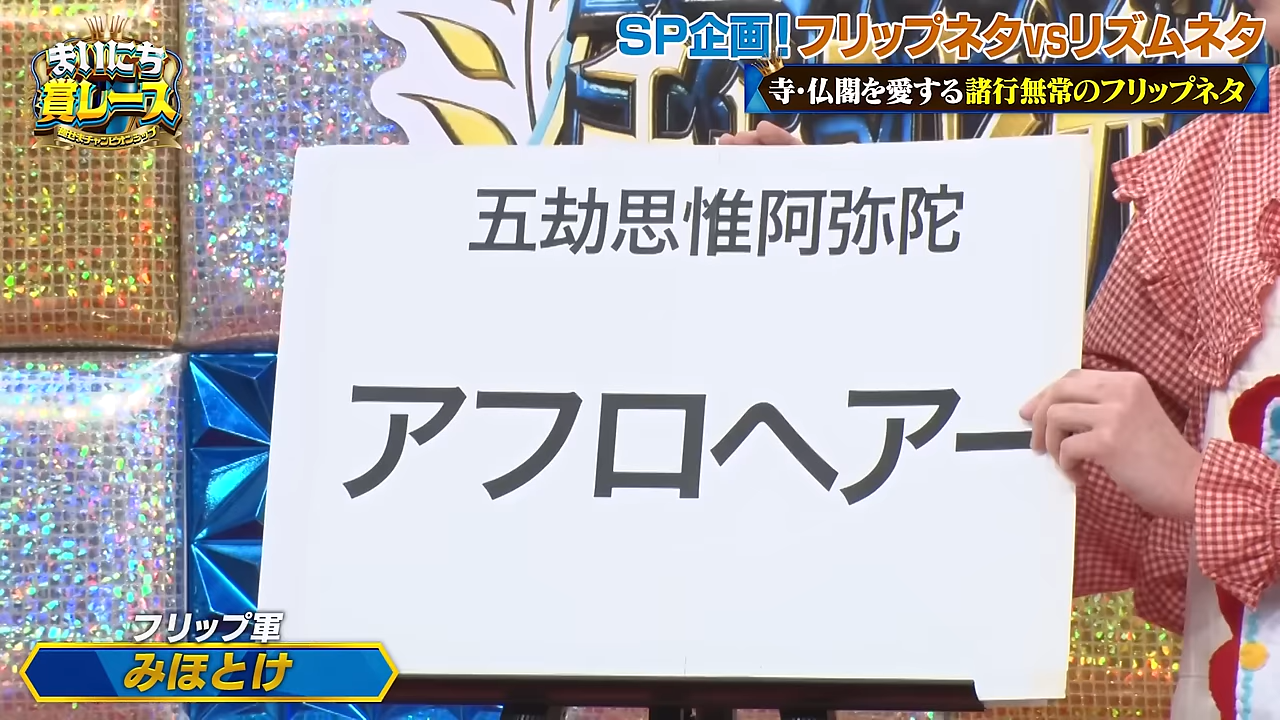 まいにち
賞レース
SP企画！フリップネタvsリズムネタ
寺・仏閣を愛する諸行無常のフリップネタ
五劫思惟阿弥陀
アフロヘアー
フリップ軍
みほとけ